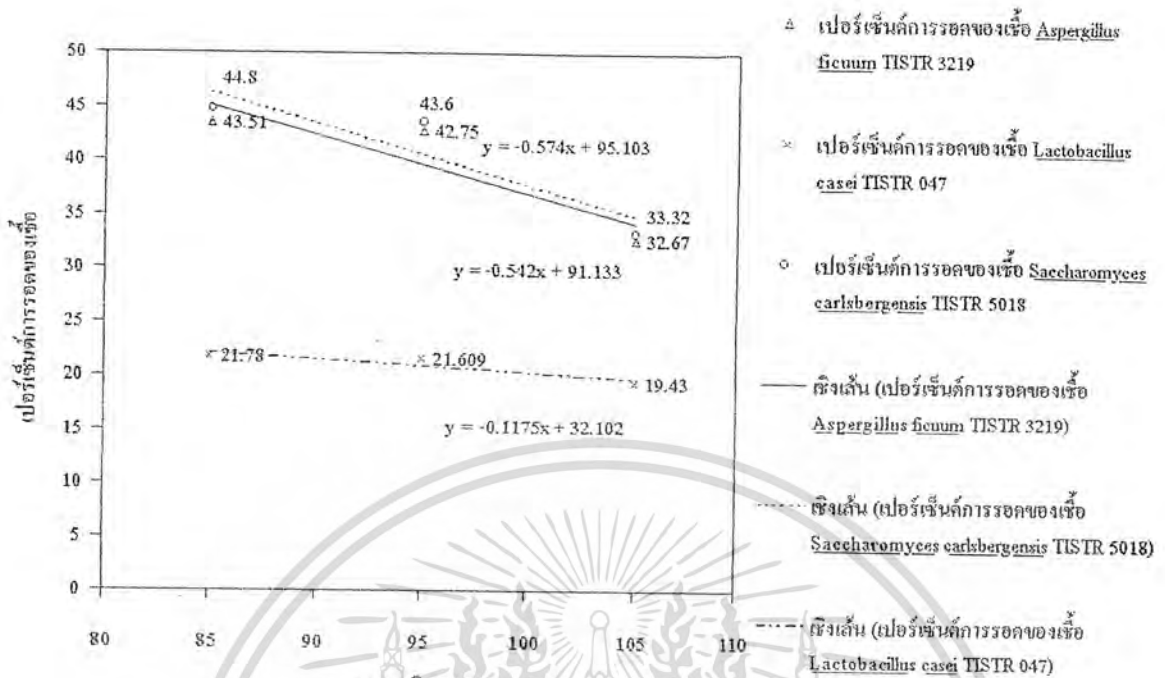 เปอร์เซ็นต์การรอดของเชื้อ
50
45
40
35
30
25
20
15
10
5
0
80
85
90
95
100
105
110
44.8
43.51
43.6
42.75
y = -0.574x + 95.103
33.32
32.67
y = -0.542x + 91.133
21.78
21.609
19.43
y = -0.1175x + 32.102
เปอร์เซ็นต์การรอดของเชื้อ Aspergillus
ficuum TISTR 3219
เปอร์เซ็นต์การรอดของเชื้อ Lactobacillus
casei TISTR 047
เปอร์เซ็นต์การรอดของเชื้อ Saccharomyces
carlsbergensis TISTR 5018
เชิงเส้น (เปอร์เซ็นต์การรอดของเชื้อ
Aspergillus ficuum TISTR 3219)
เชิงเส้น (เปอร์เซ็นต์การรอดของเชื้อ
Saccharomyces carlsbergensis TISTR 5018)
เชิงเส้น (เปอร์เซ็นต์การรอดของเชื้อ
Lactobacillus casei TISTR 047)